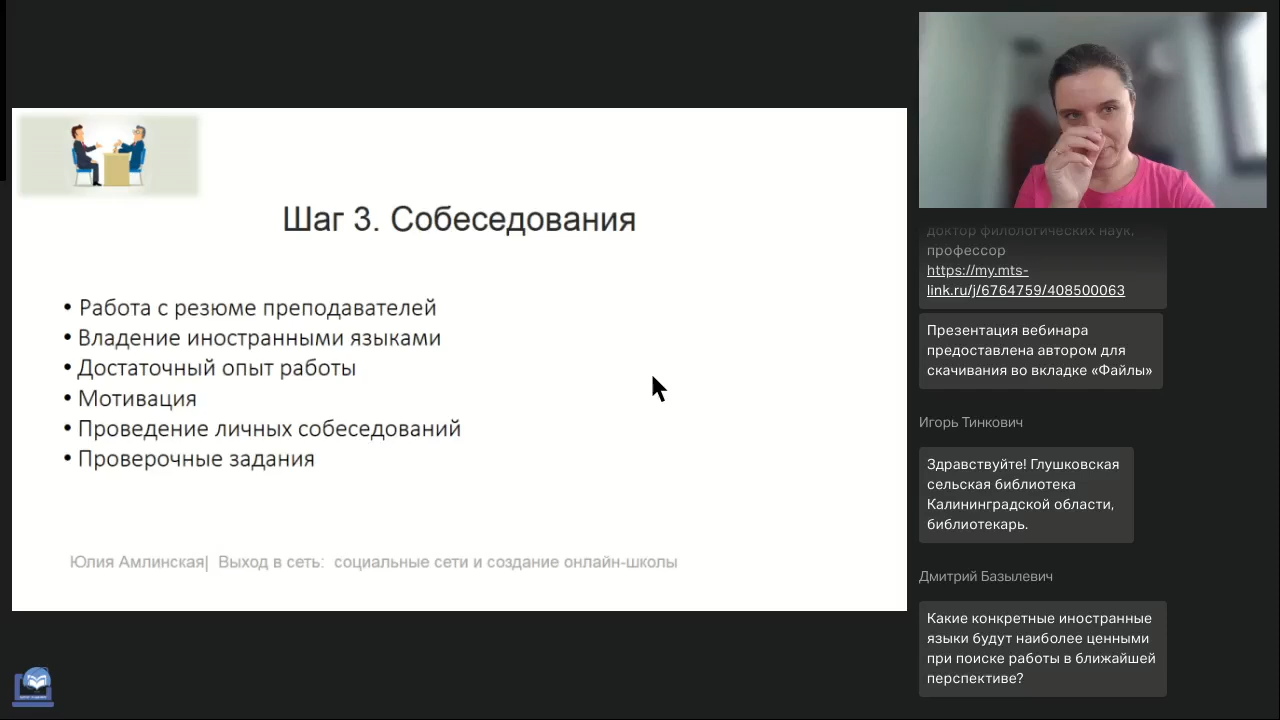 Шаг 3. Собеседования
• Работа с резюме преподавателей
• Владение иностранными языками
• Достаточный опыт работы
• Мотивация
• Проведение личных собеседований
• Проверочные задания
Юлия Амлинская| Выход в сеть: социальные сети и создание онлайн-школы
доктор филологических наук,
профессор
https://my.mts-
link.ru/j/6764759/408500063
Презентация вебинара
предоставлена автором для
скачивания во вкладке «Файлы»
Игорь Тинкович
Здравствуйте! Глушковская
сельская библиотека
Калининградской области,
библиотекарь.
Дмитрий Базылевич
Какие конкретные иностранные
языки будут наиболее ценными
при поиске работы в ближайшей
перспективе?